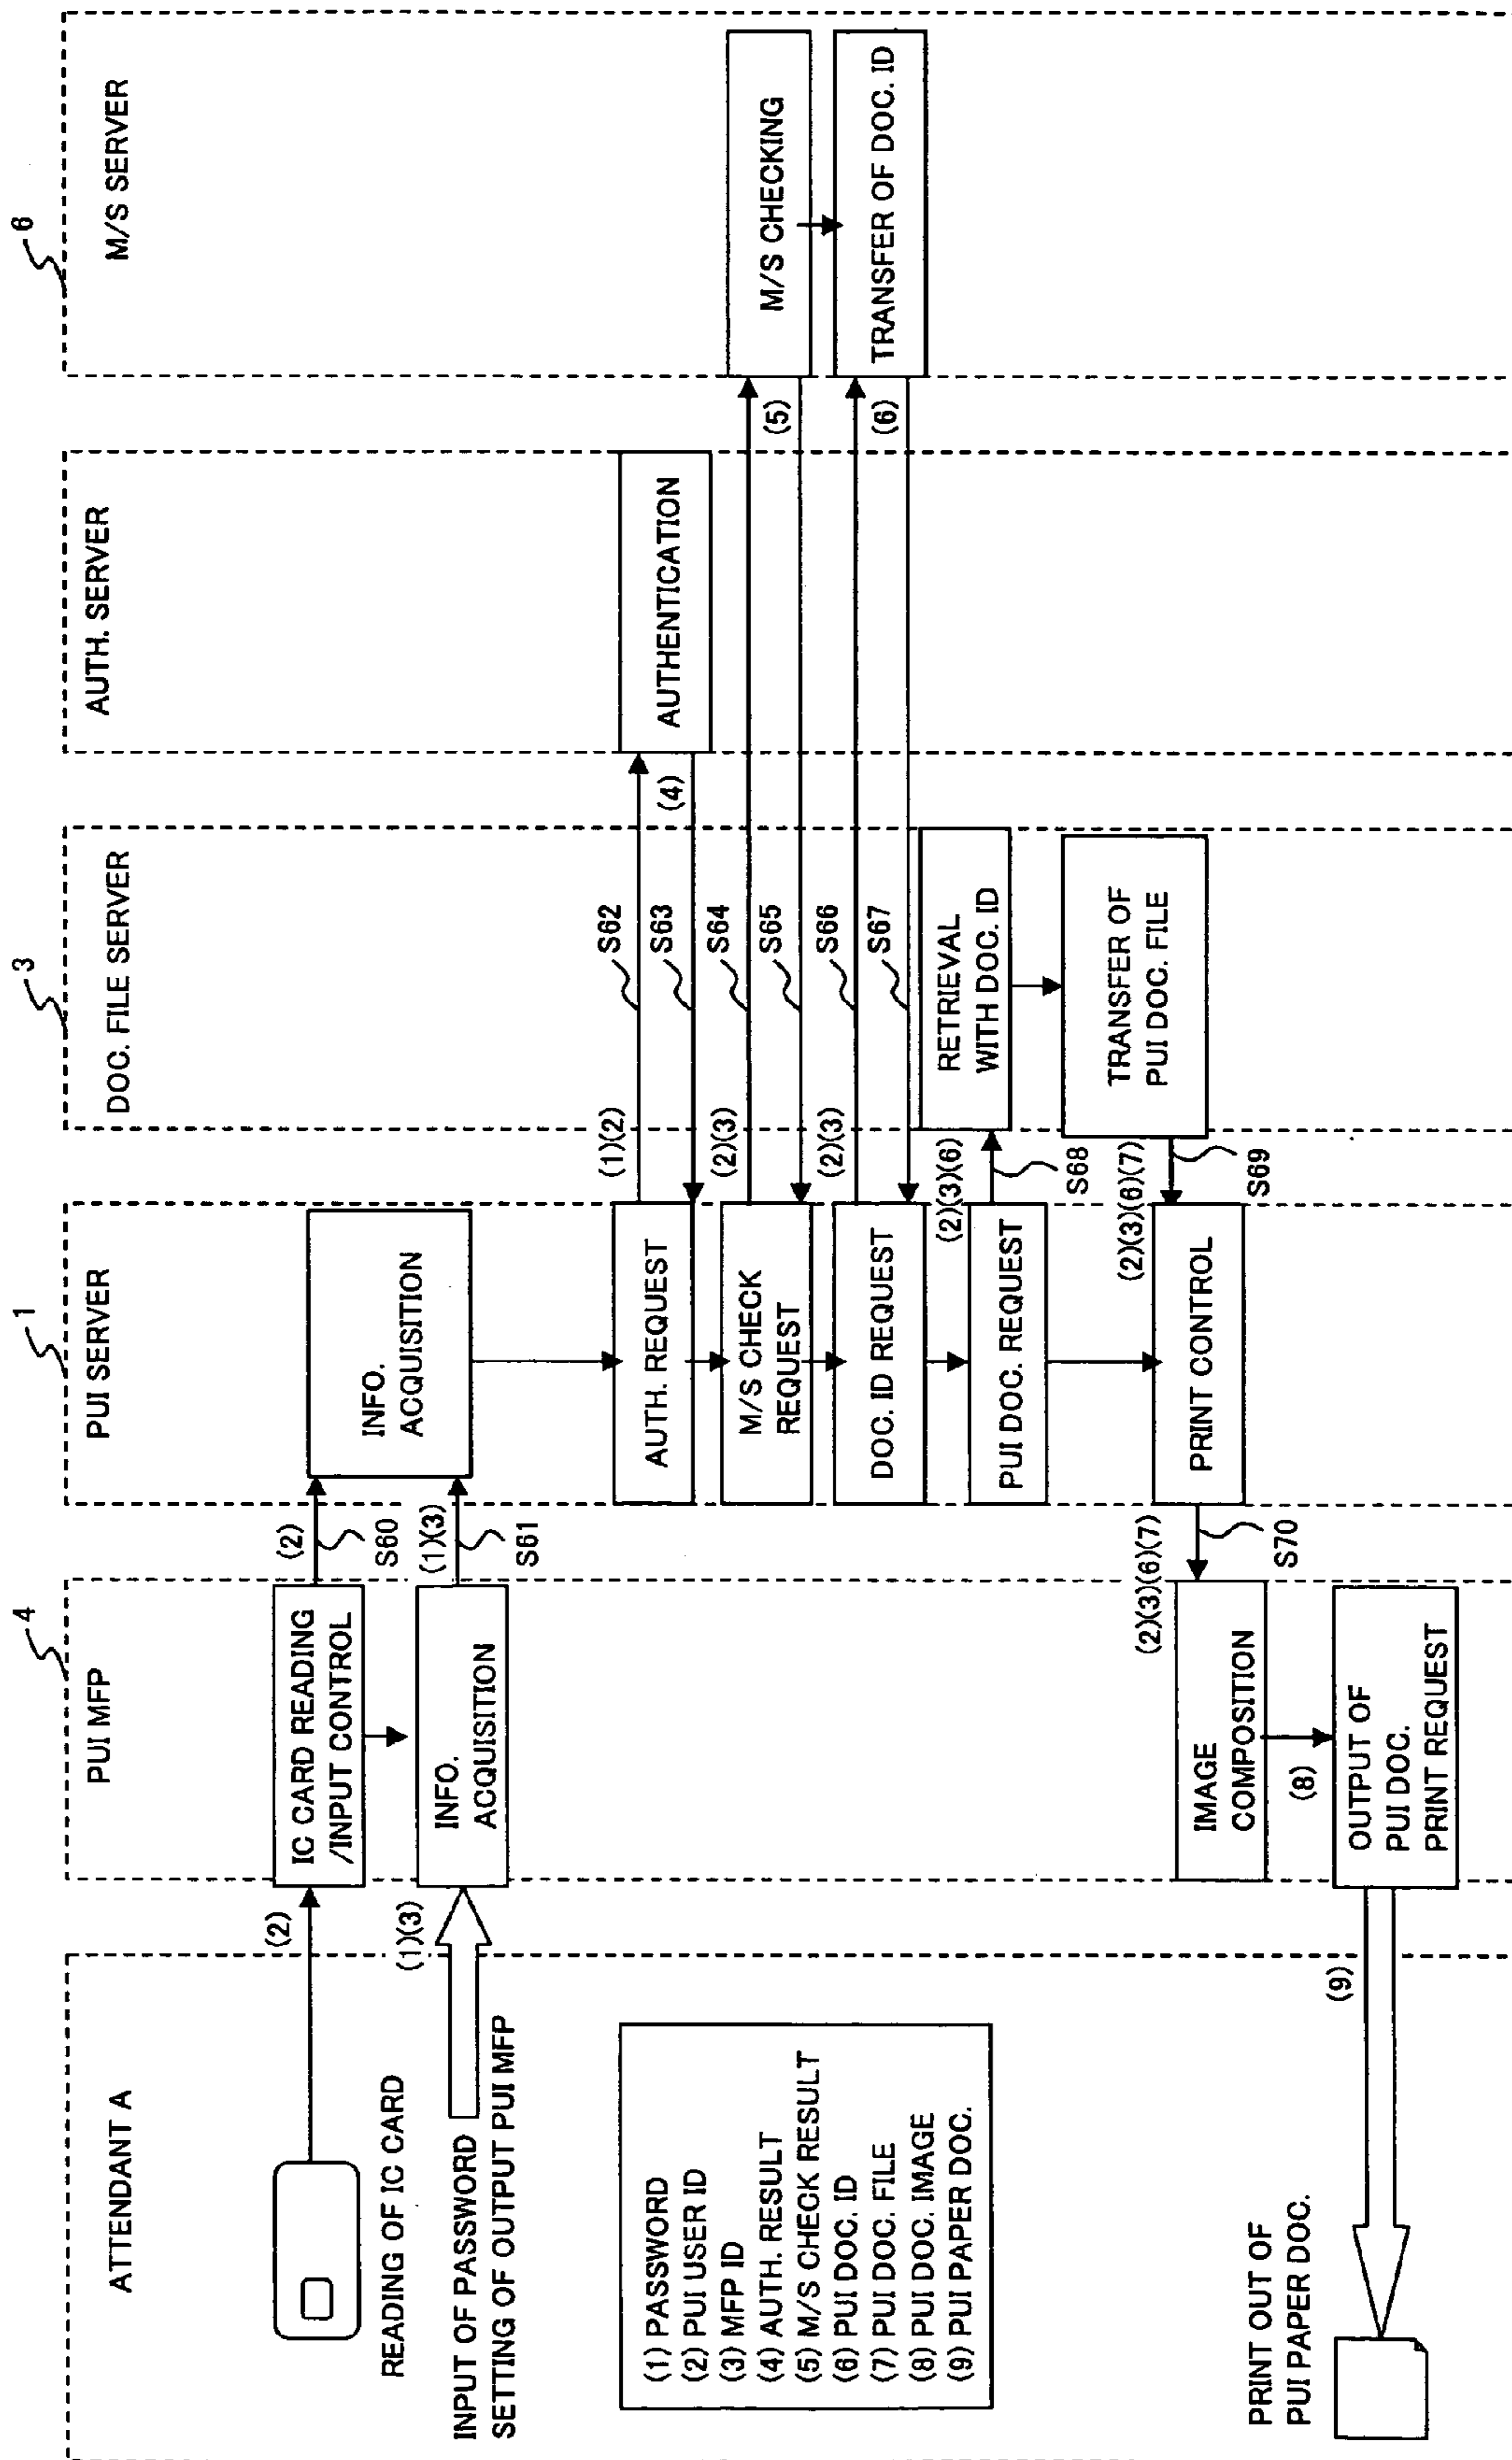 ATTENDANT A
READING OF IC CARD
INPUT OF PASSWORD
SETTING OF OUTPUT PUI MFP
(1) PASSWORD
(2) PUI USER ID
(3) MFP ID
(4) AUTH. RESULT
(5) M/S CHECK RESULT
(6) PUI DOC. ID
(7) PUI DOC. FILE
(8) PUI DOC. IMAGE
(9) PUI PAPER DOC.
PRINT OUT OF
PUI PAPER DOC.
(2)
(1)(3)
(9)
4
PUI MFP
IC CARD READING
/INPUT CONTROL
INFO.
ACQUISITION
IMAGE
COMPOSITION
(8)
OUTPUT OF
PUI DOC.
PRINT REQUEST
(2)
S60
(1)(3)
S61
(2)(3)(6)(7)
S70
1
PUI SERVER
INFO.
ACQUISITION
AUTH. REQUEST
M/S CHECK
REQUEST
DOC. ID REQUEST
PUI DOC. REQUEST
PRINT CONTROL
(1)(2)
(2)(3)
(2)(3)
(2)(3)(6)
S68
(2)(3)(6)(7)
S69
3
DOC. FILE SERVER
S62
S63
S64
S65
S66
S67
RETRIEVAL
WITH DOC. ID
TRANSFER OF
PUI DOC. FILE
(4)
AUTH. SERVER
AUTHENTICATION
(5)
(6)
6
M/S SERVER
M/S CHECKING
TRANSFER OF DOC. ID